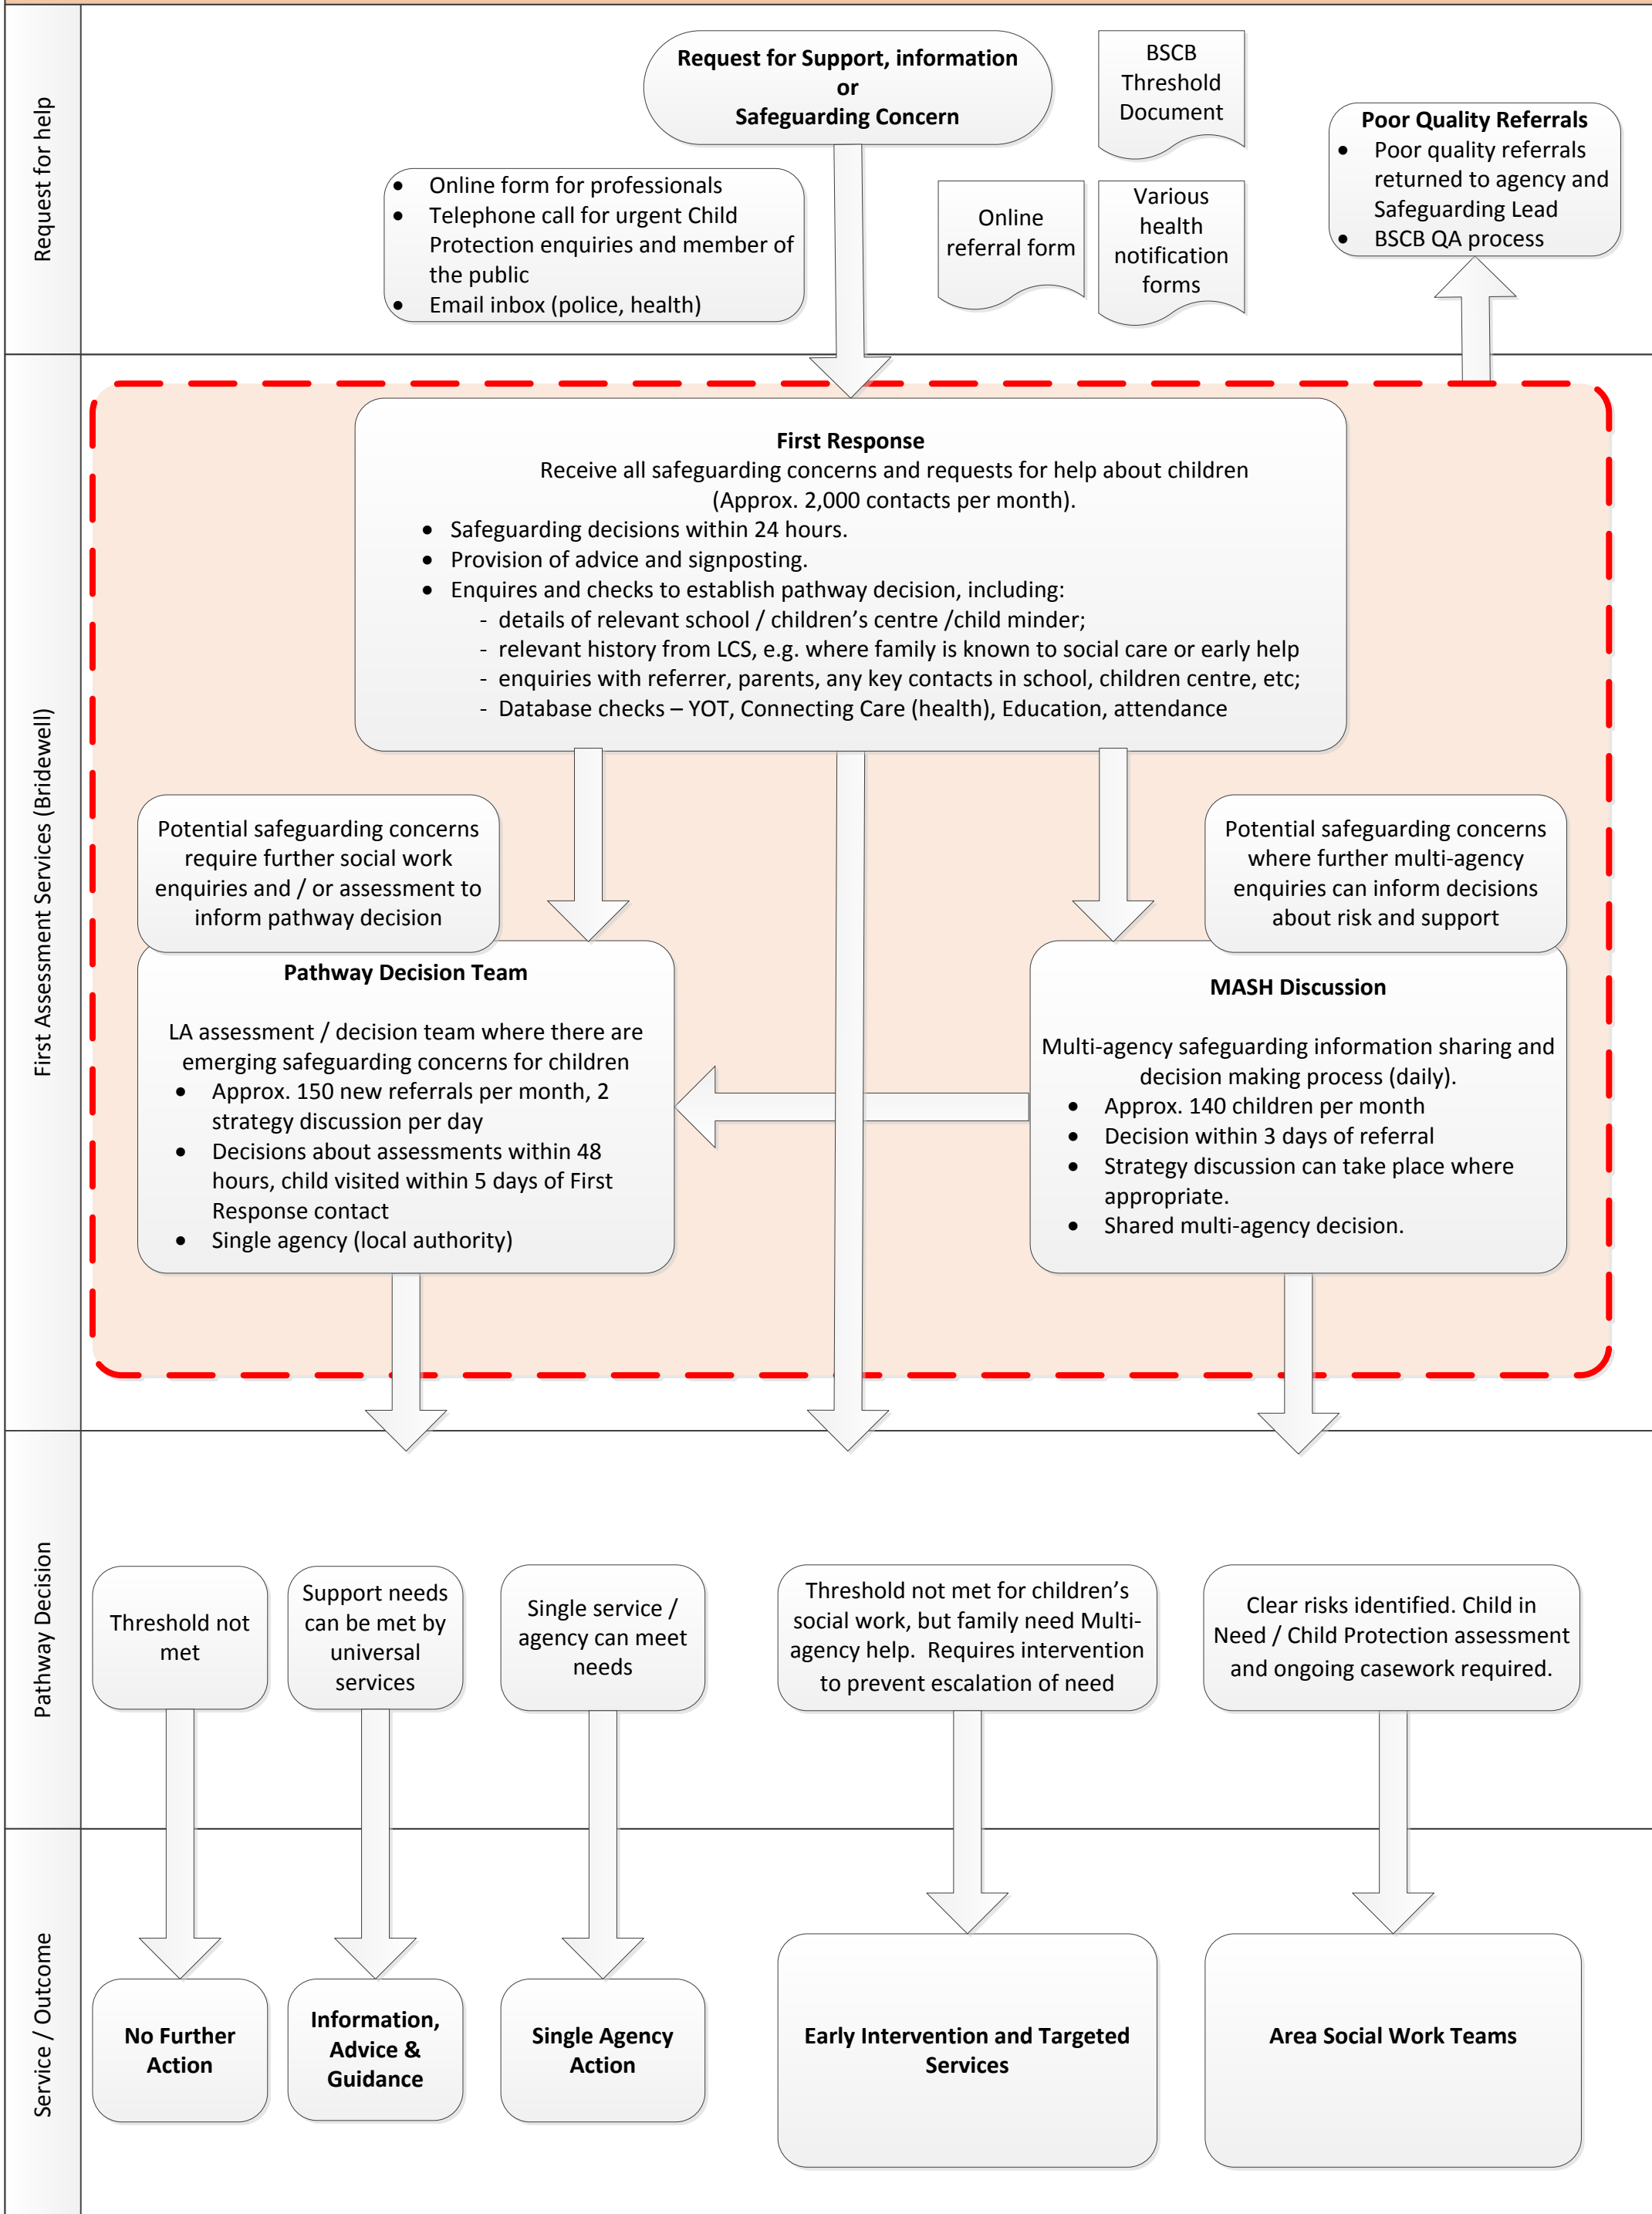 Request for help
Request for Support, information
or
Safeguarding Concern
BSCB
Threshold
Document
Poor Quality Referrals
• Poor quality referrals
returned to agency and
Safeguarding Lead
• BSCB QA process
• Online form for professionals
• Telephone call for urgent Child
Protection enquiries and member of
the public
• Email inbox (police, health)
Online
referral form
Various
health
notification
forms
First Assessment Services (Bridewell)
First Response
Receive all safeguarding concerns and requests for help about children
(Approx. 2,000 contacts per month).
• Safeguarding decisions within 24 hours.
• Provision of advice and signposting.
• Enquires and checks to establish pathway decision, including:
- details of relevant school / children’s centre /child minder;
- relevant history from LCS, e.g. where family is known to social care or early help
- enquiries with referrer, parents, any key contacts in school, children centre, etc;
- Database checks – YOT, Connecting Care (health), Education, attendance
Potential safeguarding concerns
require further social work
enquiries and / or assessment to
inform pathway decision
Potential safeguarding concerns
where further multi-agency
enquiries can inform decisions
about risk and support
Pathway Decision Team
LA assessment / decision team where there are
emerging safeguarding concerns for children
• Approx. 150 new referrals per month, 2
strategy discussion per day
• Decisions about assessments within 48
hours, child visited within 5 days of First
Response contact
• Single agency (local authority)
MASH Discussion
Multi-agency safeguarding information sharing and
decision making process (daily).
• Approx. 140 children per month
• Decision within 3 days of referral
• Strategy discussion can take place where
appropriate.
• Shared multi-agency decision.
Pathway Decision
Threshold not
met
Support needs
can be met by
universal
services
Single service /
agency can meet
needs
Threshold not met for children’s
social work, but family need Multi-
agency help. Requires intervention
to prevent escalation of need
Clear risks identified. Child in
Need / Child Protection assessment
and ongoing casework required.
Service / Outcome
No Further
Action
Information,
Advice &
Guidance
Single Agency
Action
Early Intervention and Targeted
Services
Area Social Work Teams